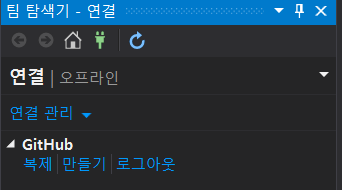 팀 탐색기 - 연결
연결 | 오프라인
연결 관리
GitHub
복제 | 만들기 | 로그아웃